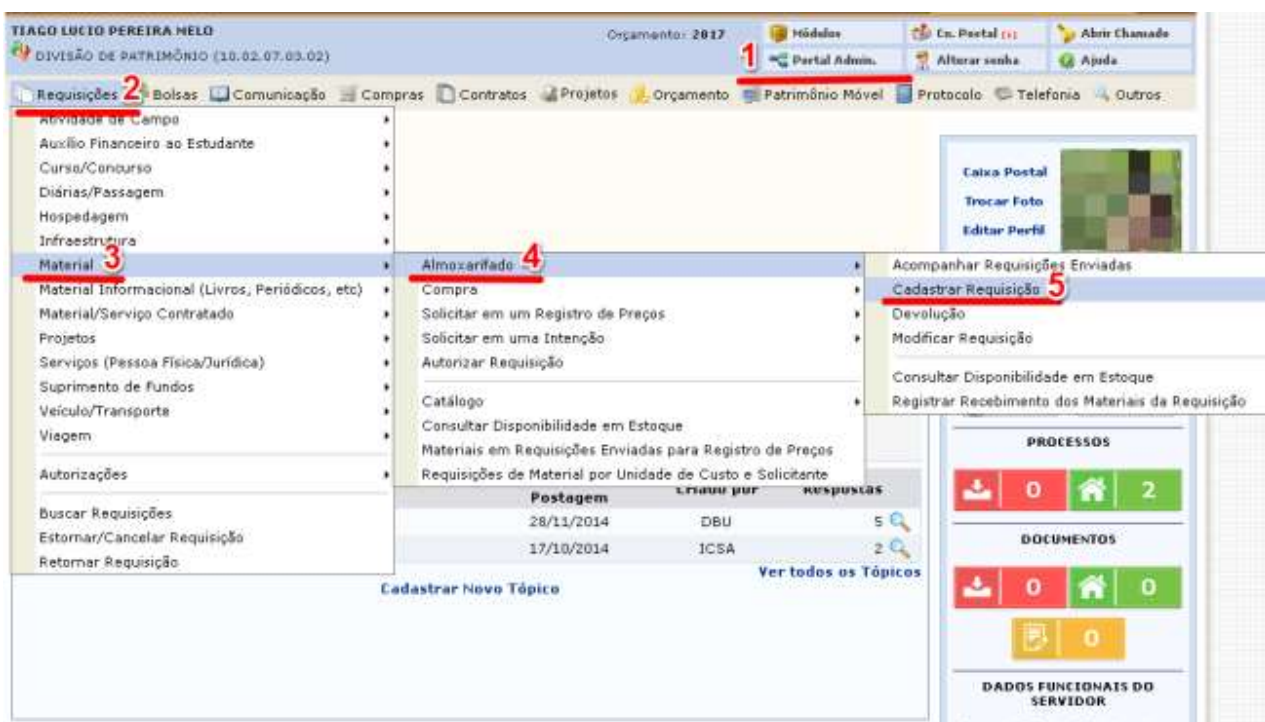 TIAGO LUCIO PEREIRA MELO
Orçamento: 2017
Módulos
Cx. Postal (1)
Abrir Chamado
DIVISÃO DE PATRIMÔNIO (10.02.07.03.02)
1
Portal Admin.
Alterar senha
Ajuda
Requisições 2 Bolsas Comunicação Compras Contratos Projetos Orçamento Patrimônio Móvel Protocolo Telefonia Outros
Atividade de Campo
Auxílio Financeiro ao Estudante
Curso/Concurso
Diárias/Passagem
Hospedagem
Infraestrutura
Material 3
Material Informacional (Livros, Periódicos, etc)
Material/Serviço Contratado
Projetos
Serviços (Pessoa Física/Jurídica)
Suprimento de Fundos
Veículo/Transporte
Viagem
Autorizações
Buscar Requisições
Estornar/Cancelar Requisição
Retornar Requisição
Almoxarifado 4
Compra
Solicitar em um Registro de Preços
Solicitar em uma Intenção
Autorizar Requisição
Catálogo
Consultar Disponibilidade em Estoque
Materiais em Requisições Enviadas para Registro de Preços
Requisições de Material por Unidade de Custo e Solicitante
Acompanhar Requisições Enviadas
Cadastrar Requisição 5
Devolução
Modificar Requisição
Consultar Disponibilidade em Estoque
Registrar Recebimento dos Materiais da Requisição
Postagem Criado por Respostas
28/11/2014 DBU 5
17/10/2014 ICSA 2
Ver todos os Tópicos
Cadastrar Novo Tópico
Caixa Postal
Trocar Foto
Editar Perfil
PROCESSOS
0 2
DOCUMENTOS
0 0
0
DADOS FUNCIONAIS DO
SERVIDOR